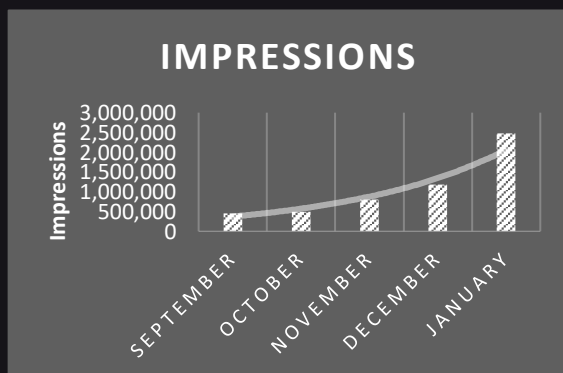 IMPRESSIONS
Impressions
3,000,000
2,500,000
2,000,000
1,500,000
1,000,000
500,000
0
SEPTEMBER
OCTOBER
NOVEMBER
DECEMBER
JANUARY